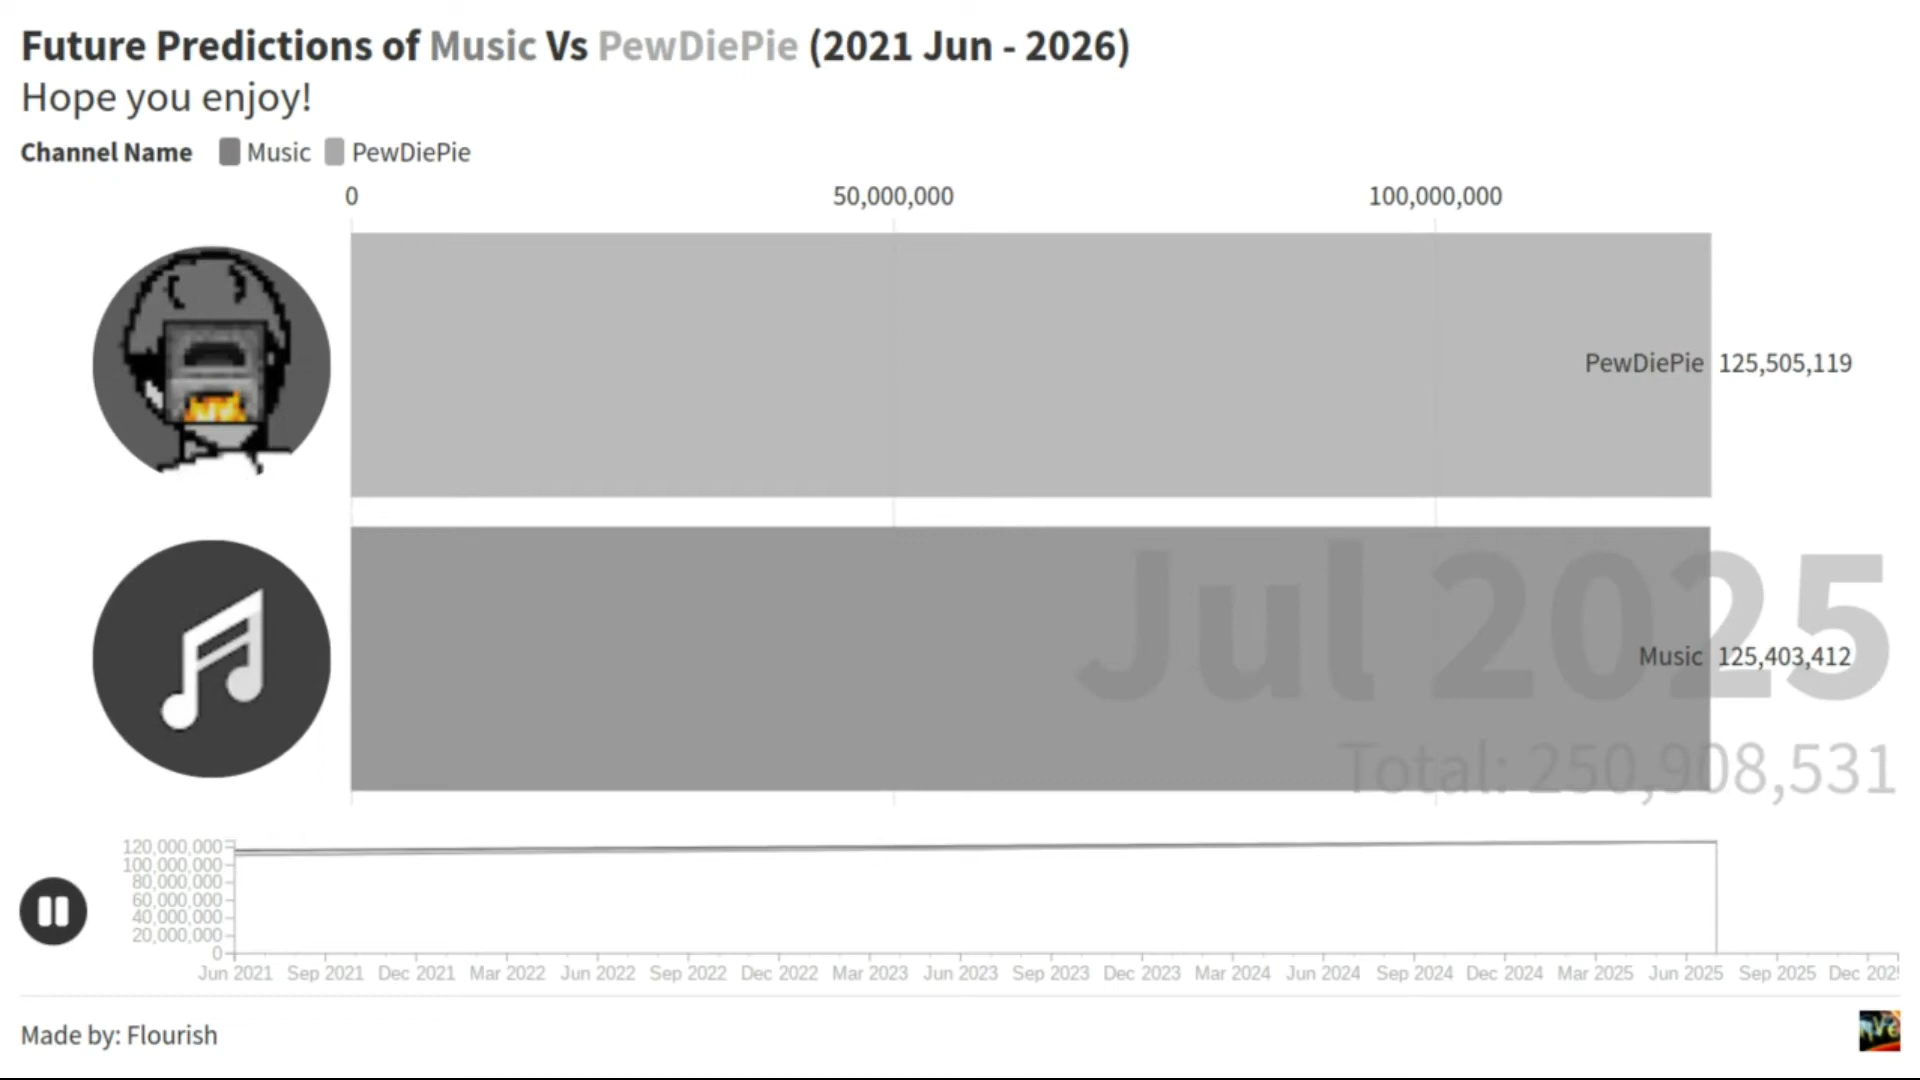 Future Predictions of Music Vs PewDiePie (2021 Jun - 2026)
Hope you enjoy!
Channel Name Music PewDiePie
0 50,000,000 100,000,000
PewDiePie 125,505,119
Jul 2025
Music 125,403,412
Total: 250,908,531
120,000,000
100,000,000
80,000,000
60,000,000
40,000,000
20,000,000
0
Jun 2021 Sep 2021 Dec 2021 Mar 2022 Jun 2022 Sep 2022 Dec 2022 Mar 2023 Jun 2023 Sep 2023 Dec 2023 Mar 2024 Jun 2024 Sep 2024 Dec 2024 Mar 2025 Jun 2025 Sep 2025 Dec 2025
Made by: Flourish